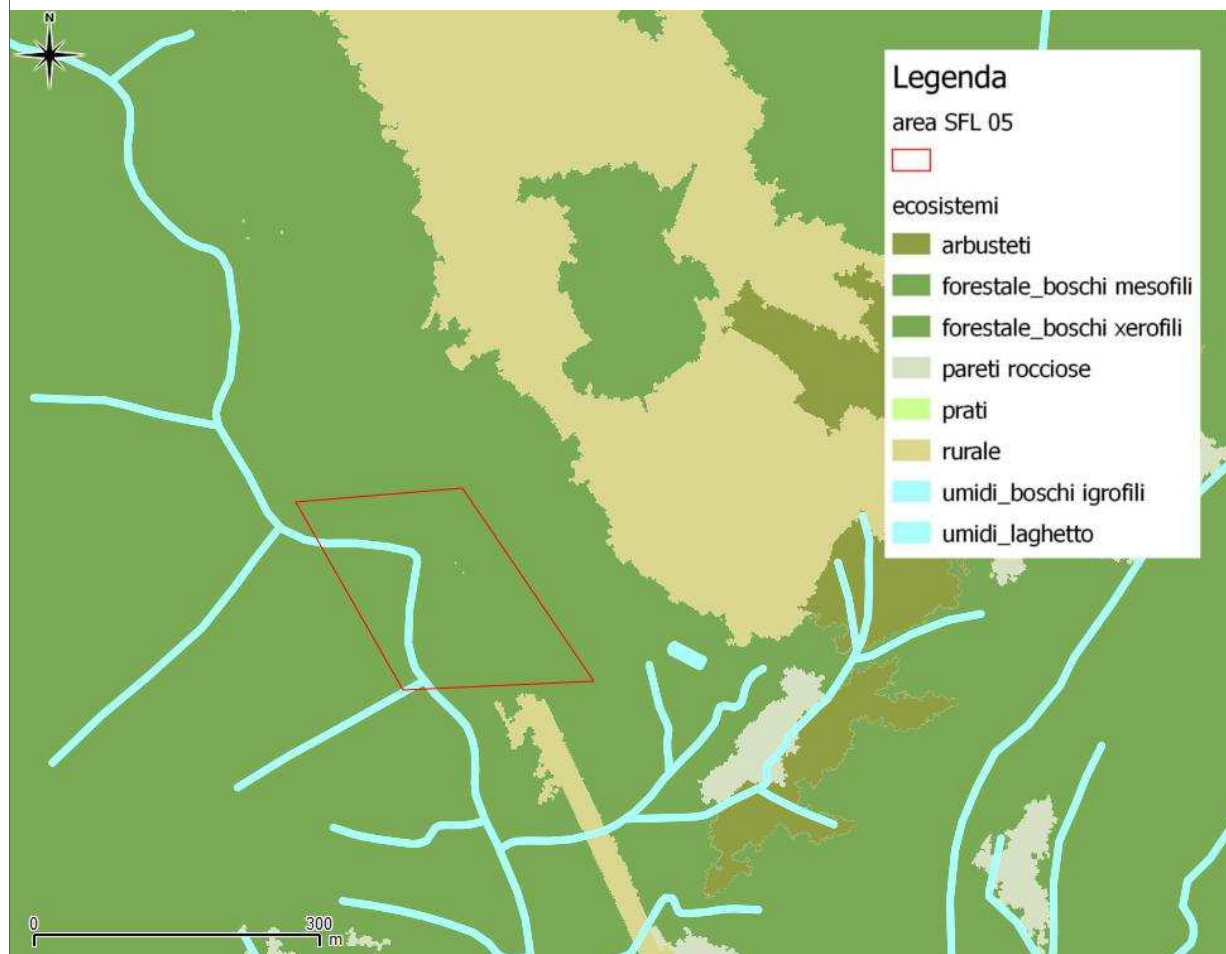 N
Legenda
area SFL 05
ecosistemi
arbusteti
forestale_boschi mesofili
forestale_boschi xerofili
pareti rocciose
prati
rurale
umidi_boschi igrofili
umidi_laghetto
0 300
m